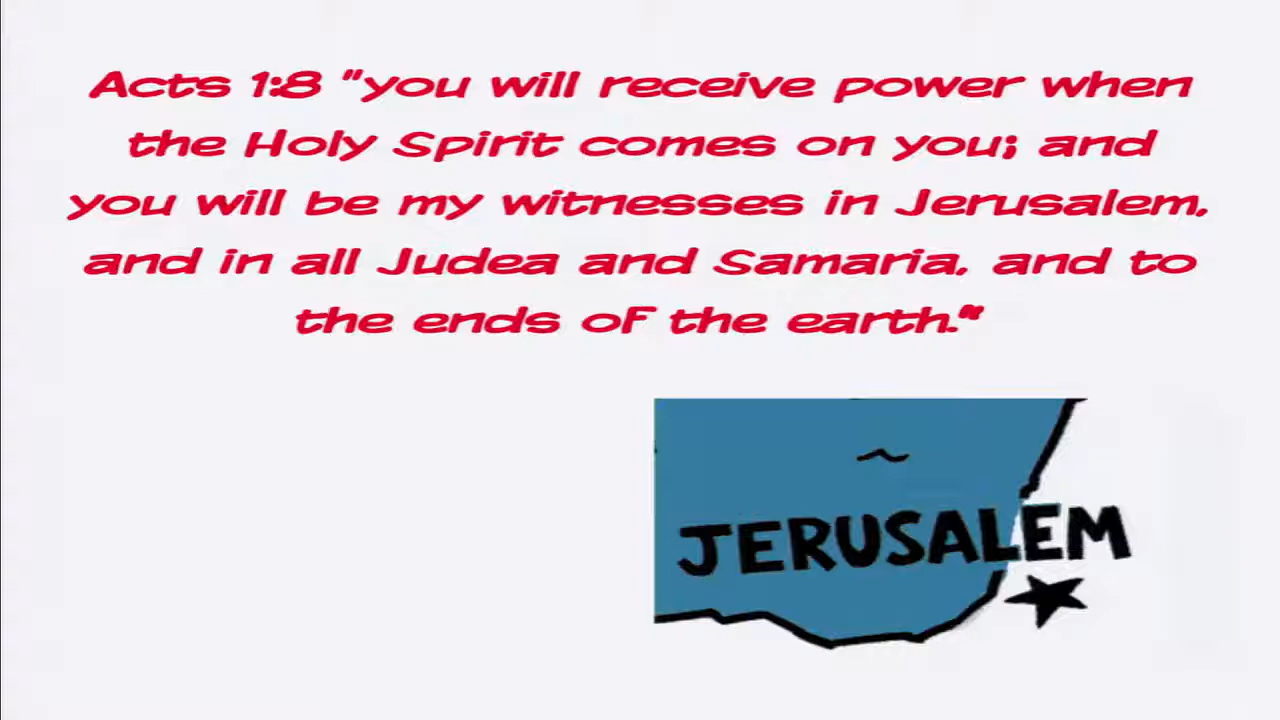 Acts 1:8 "you will receive power when
the Holy Spirit comes on you; and
you will be my witnesses in Jerusalem,
and in all Judea and Samaria, and to
the ends of the earth."
JERUSALEM